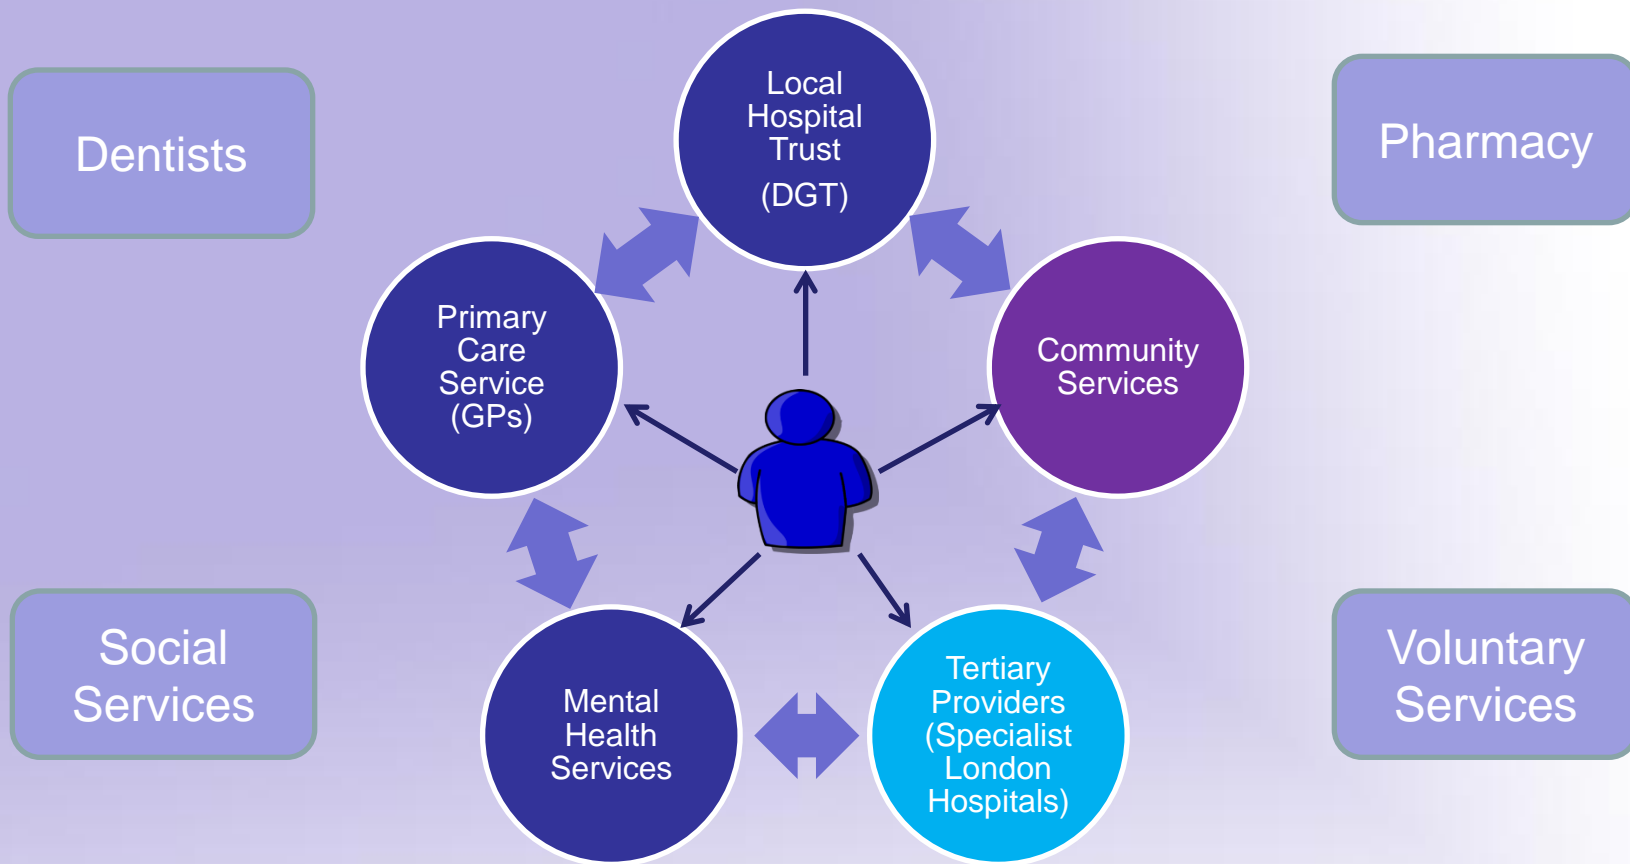 Dentists
Local
Hospital
Trust
(DGT)
Pharmacy
Primary
Care
Service
(GPs)
Community
Services
Social
Services
Mental
Health
Services
Tertiary
Providers
(Specialist
London
Hospitals)
Voluntary
Services